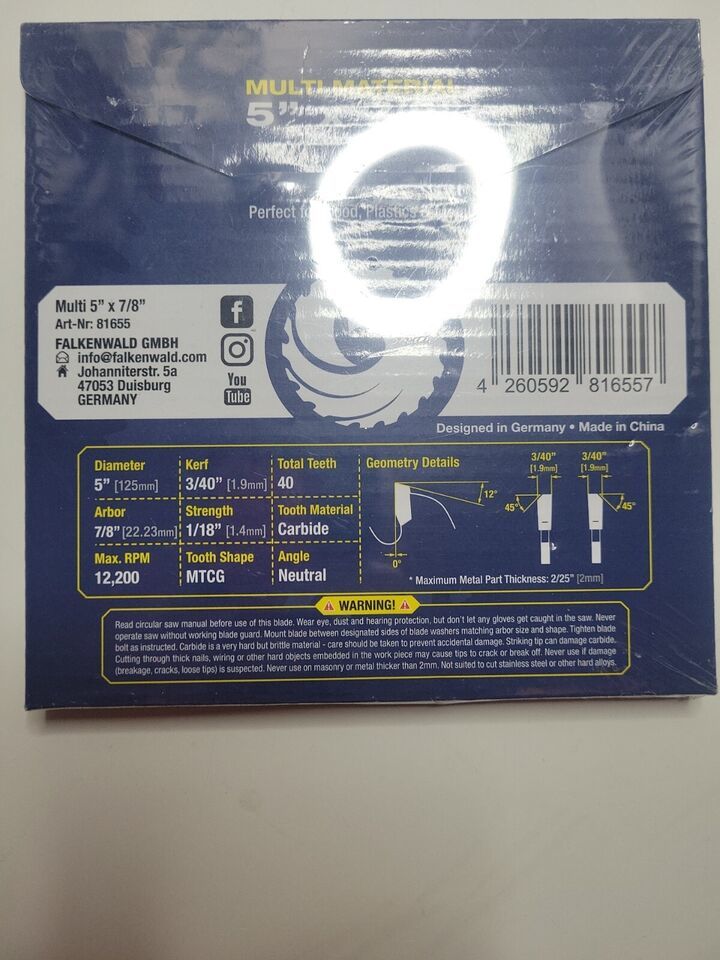 MULTI MATERIAL
5"
Perfect for Wood, Plastics
Multi 5" x 7/8"
Art-Nr: 81655
FALKENWALD GMBH
info@falkenwald.com
Johanniterstr. 5a
47053 Duisburg
GERMANY
f
You
Tube
4 260592 816557
Designed in Germany • Made in China
Diameter
5" [125mm]
Kerf
3/40" [1.9mm]
Total Teeth
40
Arbor
7/8" [22.23mm]
Strength
1/18" [1.4mm]
Tooth Material
Carbide
Max. RPM
12,200
Tooth Shape
MTCG
Angle
Neutral
Geometry Details
12°
0°
3/40"
[1.9mm]
3/40"
[1.9mm]
45°
45°
* Maximum Metal Part Thickness: 2/25" [2mm]
WARNING!
Read circular saw manual before use of this blade. Wear eye, dust and hearing protection, but don't let any gloves get caught in the saw. Never
operate saw without working blade guard. Mount blade between designated sides of blade washers matching arbor size and shape. Tighten blade
bolt as instructed. Carbide is a very hard but brittle material - care should be taken to prevent accidental damage. Striking tip can damage carbide.
Cutting through thick nails, wiring or other hard objects embedded in the work piece may cause tips to crack or break off. Never use if damage
(breakage, cracks, loose tips) is suspected. Never use on masonry or metal thicker than 2mm. Not suited to cut stainless steel or other hard alloys.